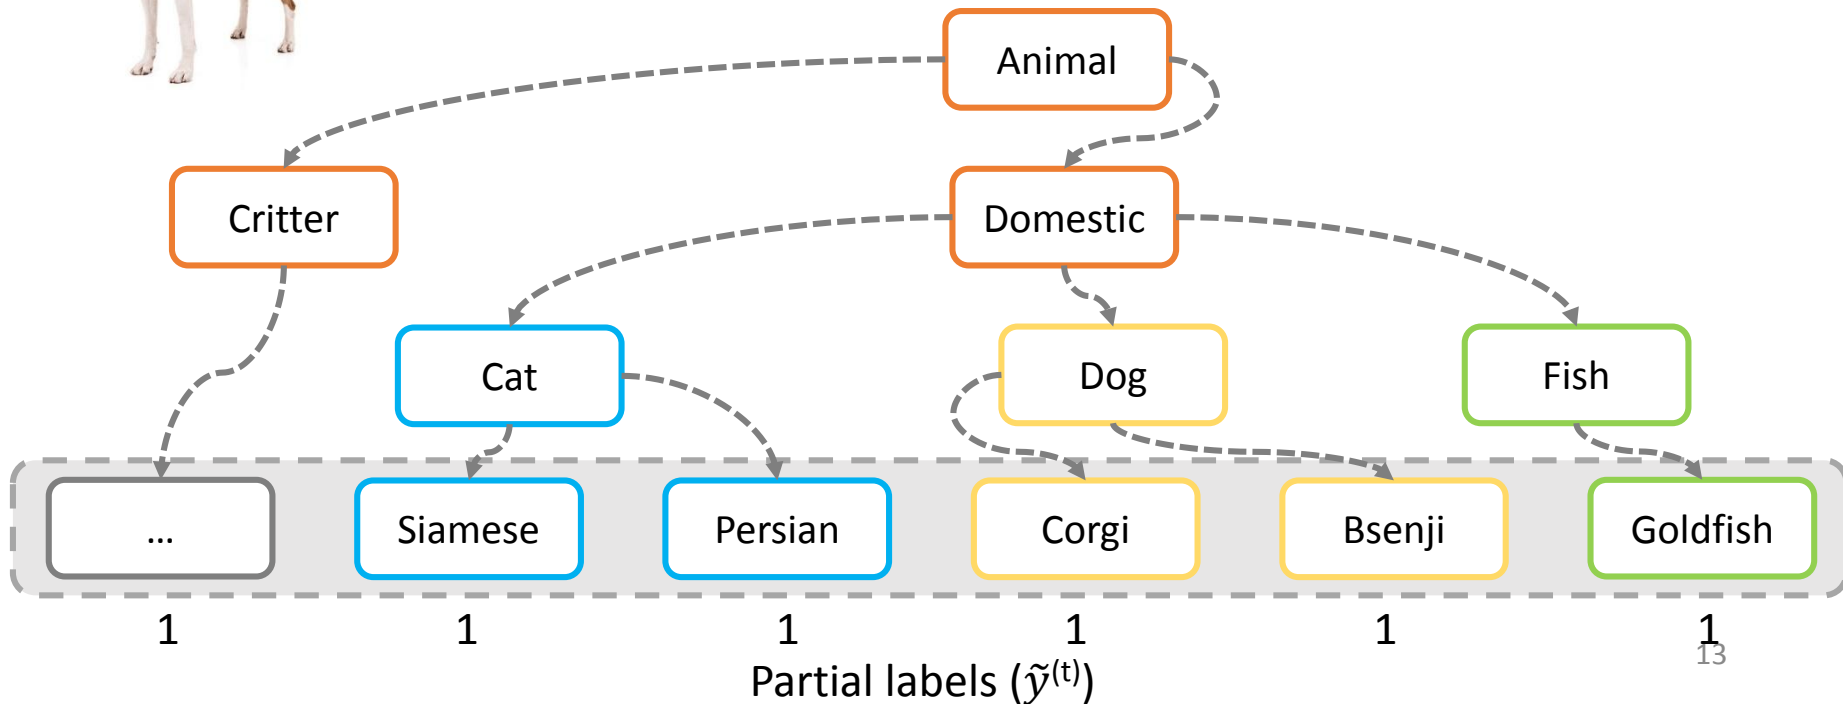 Animal
Critter
Domestic
Cat
Dog
Fish
...
Siamese
Persian
Corgi
Bsenji
Goldfish
1
1
1
1
1
1
13
Partial labels (ỹ⁽ᵗ⁾)